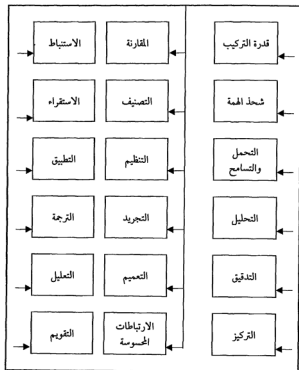 قدرة التركيب
المقارنة
الاستنباط
شحذ الهمة
التصنيف
الاستقراء
التحمل
والتسامح
التنظيم
التطبيق
التحليل
التجريد
الترجمة
التدقيق
التعميم
التعليل
التركيز
الارتباطات
المحسوسة
التقويم